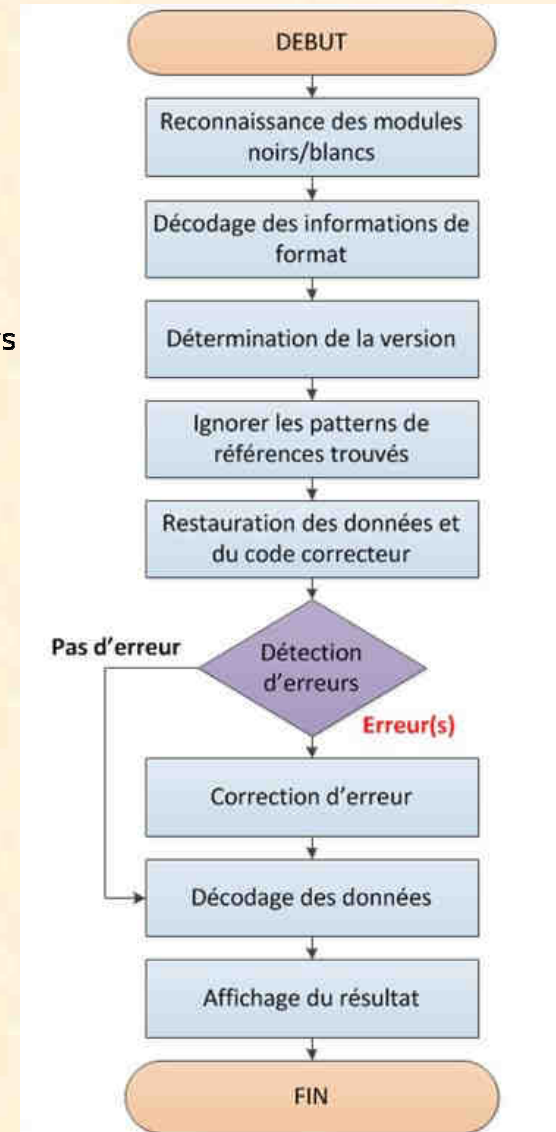 DEBUT
Reconnaissance des modules
noirs/blancs
Décodage des informations de
format
Détermination de la version
Ignorer les patterns de
références trouvés
Restauration des données et
du code correcteur
Pas d'erreur
Détection
d'erreurs
Erreur(s)
Correction d'erreur
Décodage des données
Affichage du résultat
FIN